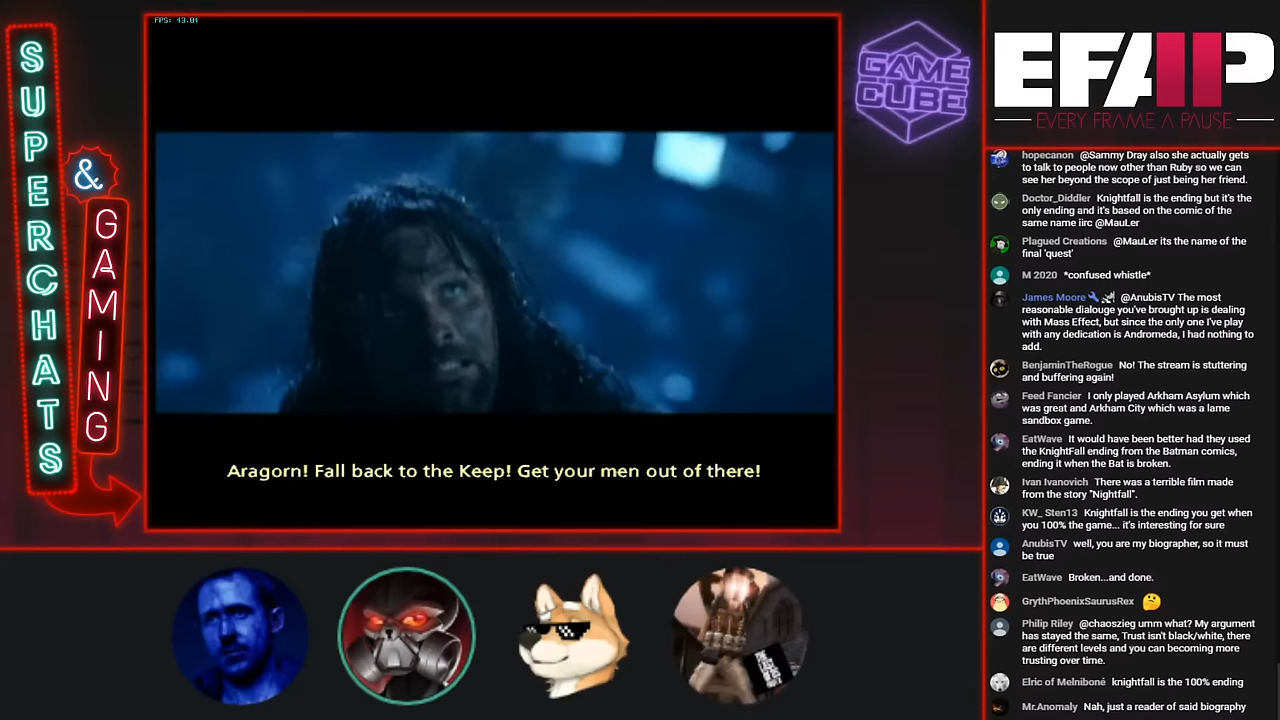 SUPERCHATS
&
GAMING
FPS: 43.04
GAME
CUBE
Aragorn! Fall back to the Keep! Get your men out of there!
EFAP
EVERY FRAME A PAUSE
hopecanon @Sammy Dray also she actually gets
to talk to people now other than Ruby so we can
see her beyond the scope of just being her friend.
Doctor_Diddler Knightfall is the ending but it's the
only ending and it's based on the comic of the
same name iirc @MauLer
Plagued Creations @MauLer its the name of the
final 'quest'
M 2020 *confused whistle*
James Moore @AnubisTV The most
reasonable dialouge you've brought up is dealing
with Mass Effect, but since the only one I've play
with any dedication is Andromeda, I had nothing to
add.
BenjaminTheRogue No! The stream is stuttering
and buffering again!
Feed Fancier I only played Arkham Asylum which
was great and Arkham City which was a lame
sandbox game.
EatWave It would have been better had they used
the KnightFall ending from the Batman comics,
ending it when the Bat is broken.
Ivan Ivanovich There was a terrible film made
from the story "Nightfall".
KW_ Sten13 Knightfall is the ending you get when
you 100% the game... it's interesting for sure
AnubisTV well, you are my biographer, so it must
be true
EatWave Broken...and done.
GrythPhoenixSaurusRex 🤔
Philip Riley @chaoszieg umm what? My argument
has stayed the same, Trust isn't black/white, there
are different levels and you can becoming more
trusting over time.
Elric of Melniboné knightfall is the 100% ending
Mr.Anomaly Nah, just a reader of said biography